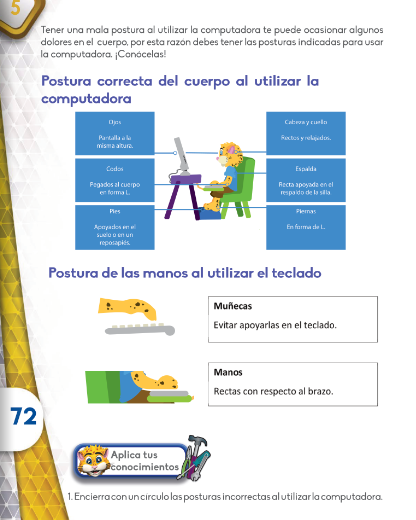 5
Tener una mala postura al utilizar la computadora te puede ocasionar algunos
dolores en el cuerpo, por esta razón debes tener las posturas indicadas para usar
la computadora. ¡Conócelas!
Postura correcta del cuerpo al utilizar la
computadora
Ojos
Pantalla a la
misma altura.
Cabeza y cuello
Rectos y relajados.
Codos
Pegados al cuerpo
en forma L.
Espalda
Recta apoyada en el
respaldo de la silla.
Pies
Apoyados en el
suelo o en un
reposapiés.
Piernas
En forma de L.
Postura de las manos al utilizar el teclado
Muñecas
Evitar apoyarlas en el teclado.
Manos
Rectas con respecto al brazo.
72
Aplica tus
conocimientos
1. Encierra con un círculo las posturas incorrectas al utilizar la computadora.